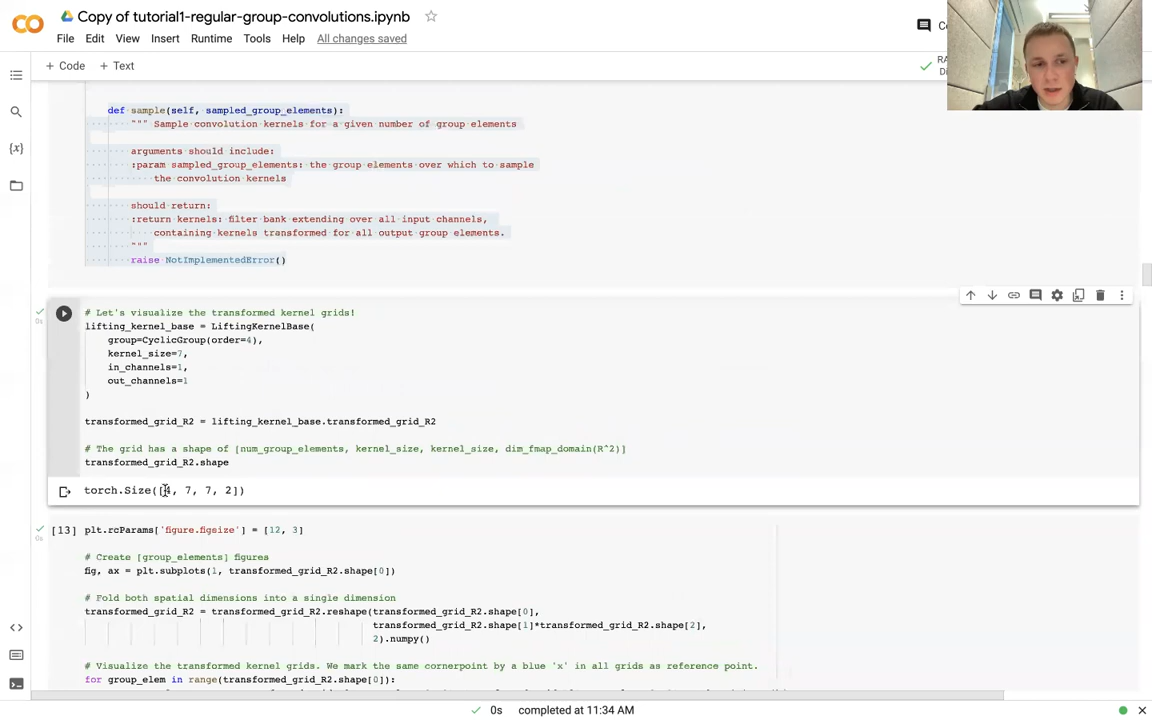 Copy of tutorial1-regular-group-convolutions.ipynb
File Edit View Insert Runtime Tools Help All changes saved
+ Code + Text
def sample(self, sampled_group_elements):
""" Sample convolution kernels for a given number of group elements
arguments should include:
:param sampled_group_elements: the group elements over which to sample
the convolution kernels
should return:
:return kernels: filter bank extending over all input channels,
containing kernels transformed for all output group elements.
"""
raise NotImplementedError()
# Let's visualize the transformed kernel grids!
lifting_kernel_base = LiftingKernelBase(
group=CyclicGroup(order=4),
kernel_size=7,
in_channels=1,
out_channels=1
)
transformed_grid_R2 = lifting_kernel_base.transformed_grid_R2
# The grid has a shape of [num_group_elements, kernel_size, kernel_size, dim_fmap_domain(R^2)]
transformed_grid_R2.shape
torch.Size([4, 7, 7, 2])
[13] plt.rcParams['figure.figsize'] = [12, 3]
# Create [group_elements] figures
fig, ax = plt.subplots(1, transformed_grid_R2.shape[0])
# Fold both spatial dimensions into a single dimension
transformed_grid_R2 = transformed_grid_R2.reshape(transformed_grid_R2.shape[0],
transformed_grid_R2.shape[1]*transformed_grid_R2.shape[2],
2).numpy()
# Visualize the transformed kernel grids. We mark the same cornerpoint by a blue 'x' in all grids as reference point.
for group_elem in range(transformed_grid_R2.shape[0]):
0s completed at 11:34 AM